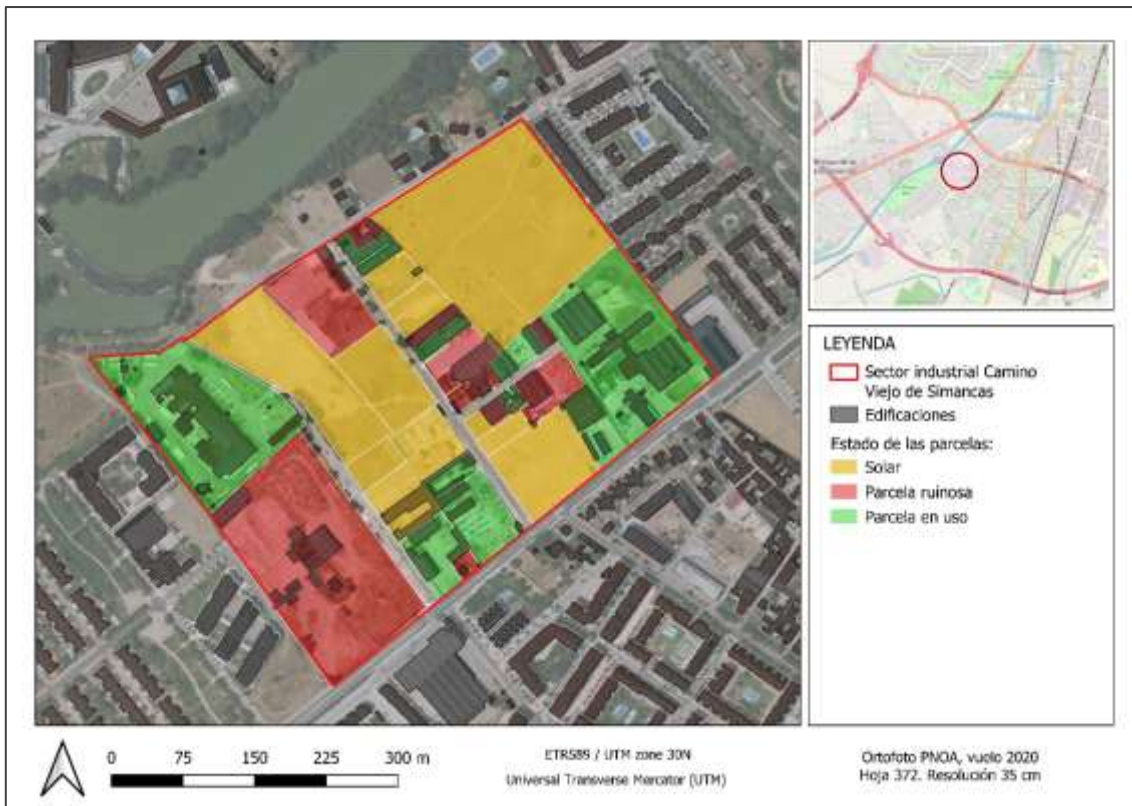 LEYENDA
Sector industrial Camino
Viejo de Simancas
Edificaciones
Estado de las parcelas:
Solar
Parcela ruinosa
Parcela en uso
0 75 150 225 300 m
ETRS89 / UTM zone 30N
Universal Transverse Mercator (UTM)
Ortofoto PNOA, vuelo 2020
Hoja 372. Resolución 35 cm